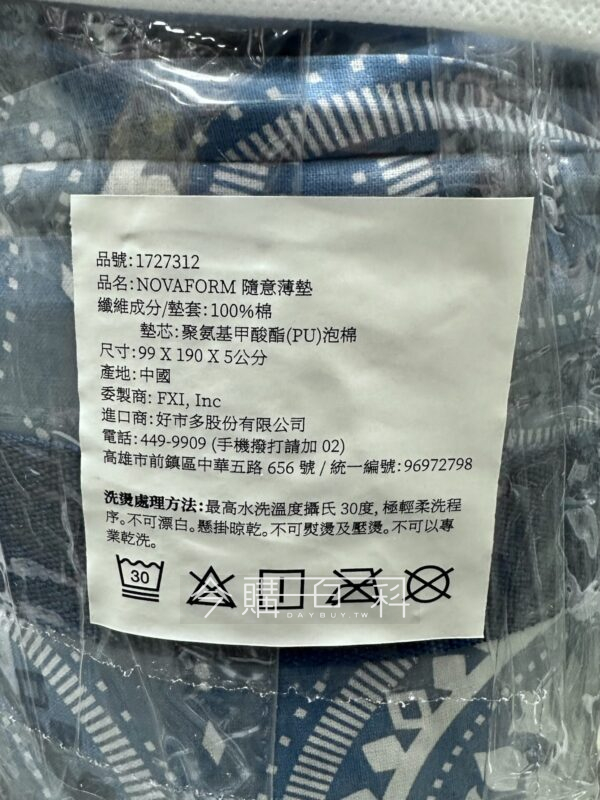 品號:1727312
品名:NOVAFORM 隨意薄墊
纖維成分/墊套:100%棉
墊芯:聚氨基甲酸酯(PU)泡棉
尺寸:99 X 190 X 5公分
產地:中國
委製商: FXI, Inc
進口商:好市多股份有限公司
電話:449-9909 (手機撥打請加 02)
高雄市前鎮區中華五路 656 號 / 統一編號:96972798
洗燙處理方法:最高水洗溫度攝氏 30度, 極輕柔洗程
序。不可漂白。懸掛晾乾。不可熨燙及壓燙。不可以專
業乾洗。
30
今購百科
DAYBUY.TW